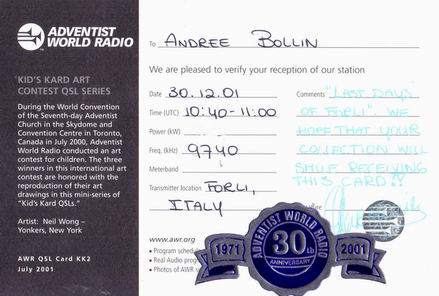 ADVENTIST
WORLD RADIO
KID'S KARD ART
CONTEST QSL SERIES
During the World Convention
of the Seventh-day Adventist
Church in the Skydome and
Convention Centre in Toronto,
Canada in July 2000, Adventist
World Radio conducted an art
contest for children. The three
winners in this international art
contest are honored with the
reproduction of their art
drawings in this mini-series of
"Kid's Kard QSLs".
Artist: Neil Wong –
Yonkers, New York
AWR QSL Card KK2
July 2001
To ANDREE BOLLIN
We are pleased to verify your reception of our station
Date 30.12.01
Time (UTC) 10:40-11:00
Power (kW)
Freq. (kHz) 9740
Meterband
Transmitter location FORLI,
ITALY
Comments "LAST DAYS
OF FORLI". WE
HOPE THAT YOUR
COLLECTION WILL
RECEIVING
THIS CARD!!
www.awr.org
• Program
• Real Audio
• Photos of AWR
ADVENTIST WORLD RADIO
1971
30th
2001
ANNIVERSARY